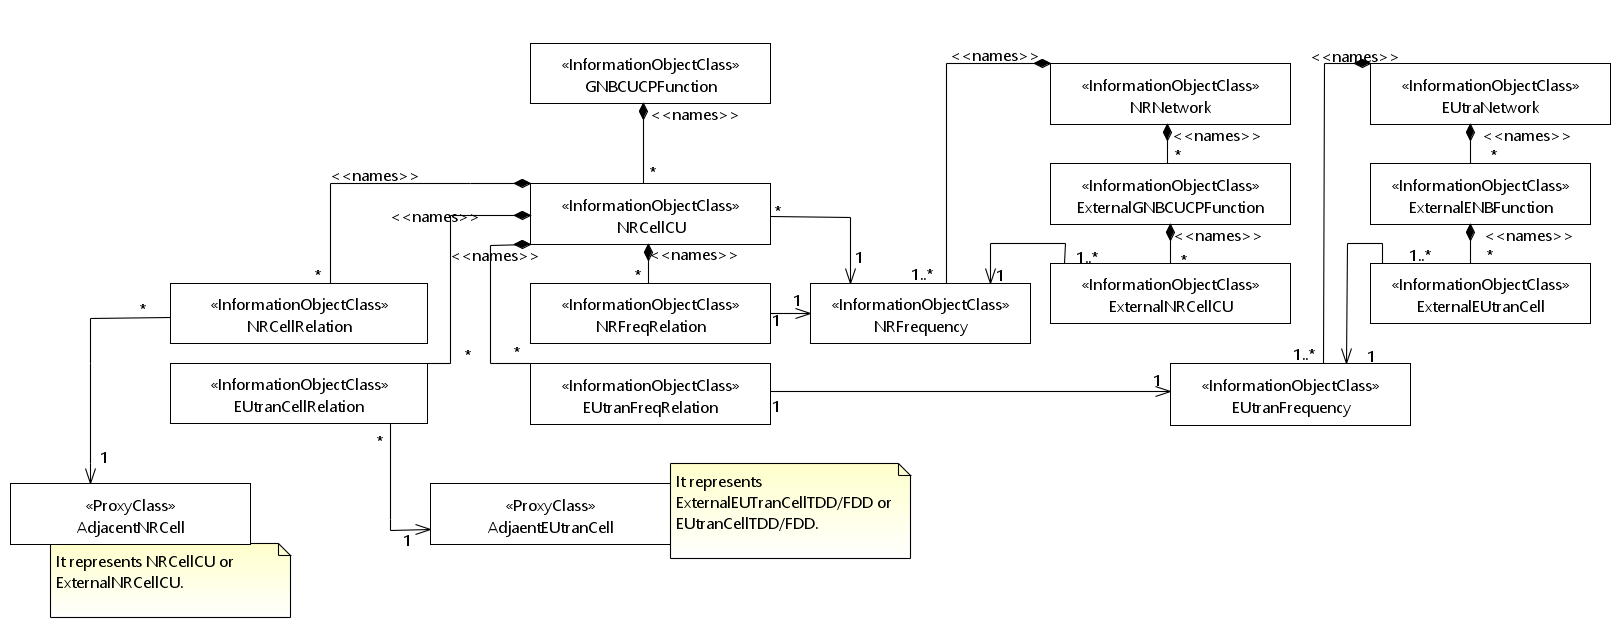 «InformationObjectClass»
GNBCUCPFunction
<<names>>
*
<<names>>
«InformationObjectClass»
NRNetwork
<<names>>
*
<<names>>
«InformationObjectClass»
EUtraNetwork
<<names>>
*
<<names>>
<<names>>
<<names>>
<<names>>
«InformationObjectClass»
NRCellCU
*
1
«InformationObjectClass»
ExternalGNBCUCPFunction
<<names>>
*
«InformationObjectClass»
ExternalENBFunction
<<names>>
*
*
«InformationObjectClass»
NRCellRelation
*
«InformationObjectClass»
NRFreqRelation
1
1
1..*
1
«InformationObjectClass»
NRFrequency
1..*
«InformationObjectClass»
ExternalNRCellCU
1..*
«InformationObjectClass»
ExternalEUtranCell
*
*
«InformationObjectClass»
EUtranCellRelation
*
«InformationObjectClass»
EUtranFreqRelation
1
1
1..*
1
«InformationObjectClass»
EUtranFrequency
1
*
1
«ProxyClass»
AdjacentNRCell
It represents NRCellCU or
ExternalNRCellCU.
«ProxyClass»
AdjaentEUtranCell
It represents
ExternalEUTranCellTDD/FDD or
EUtranCellTDD/FDD.